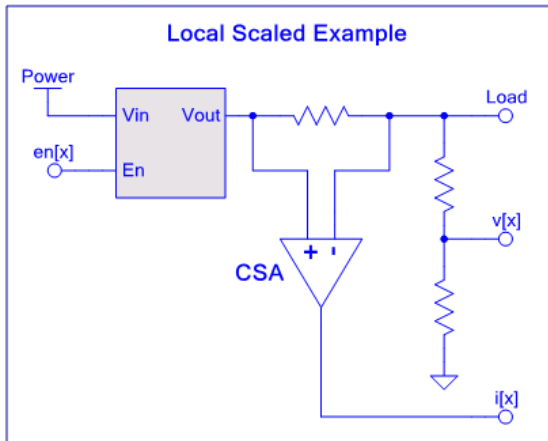 Local Scaled Example
Power
Vin
Vout
Load
en[x]
En
v[x]
+ -
CSA
i[x]